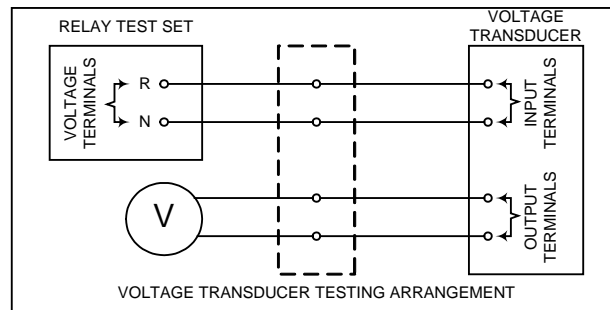 RELAY TEST SET
VOLTAGE
TRANSDUCER
VOLTAGE
TERMINALS
R
N
INPUT
TERMINALS
V
OUTPUT
TERMINALS
VOLTAGE TRANSDUCER TESTING ARRANGEMENT